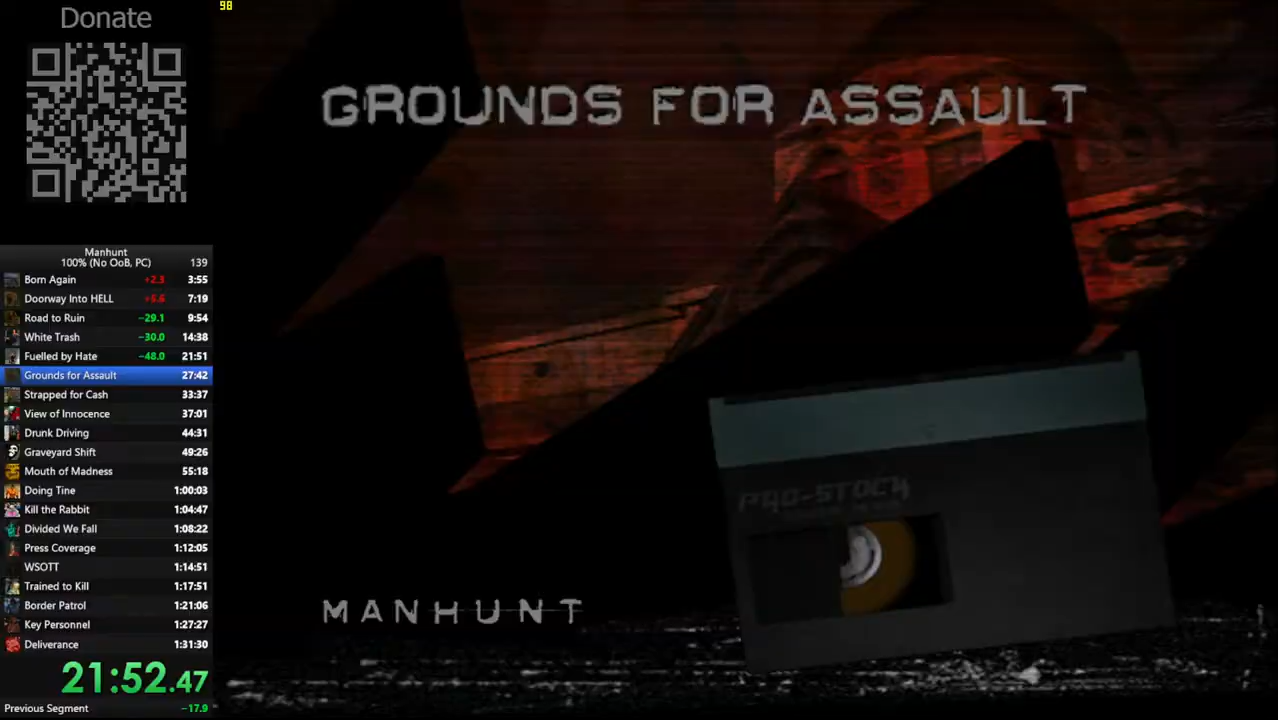 Donate
98
GROUNDS FOR ASSAULT
Manhunt
100% (No OoB, PC) 139
Born Again +2.3 3:55
Doorway Into HELL +5.6 7:19
Road to Ruin −29.1 9:54
White Trash −30.0 14:38
Fuelled by Hate −48.0 21:51
Grounds for Assault 27:42
Strapped for Cash 33:37
View of Innocence 37:01
Drunk Driving 44:31
Graveyard Shift 49:26
Mouth of Madness 55:18
Doing Tine 1:00:03
Kill the Rabbit 1:04:47
Divided We Fall 1:08:22
Press Coverage 1:12:05
WSOTT 1:14:51
Trained to Kill 1:17:51
Border Patrol 1:21:06
Key Personnel 1:27:27
Deliverance 1:31:30
21:52.47
Previous Segment −17.9
PRO-STOCK
MANHUNT